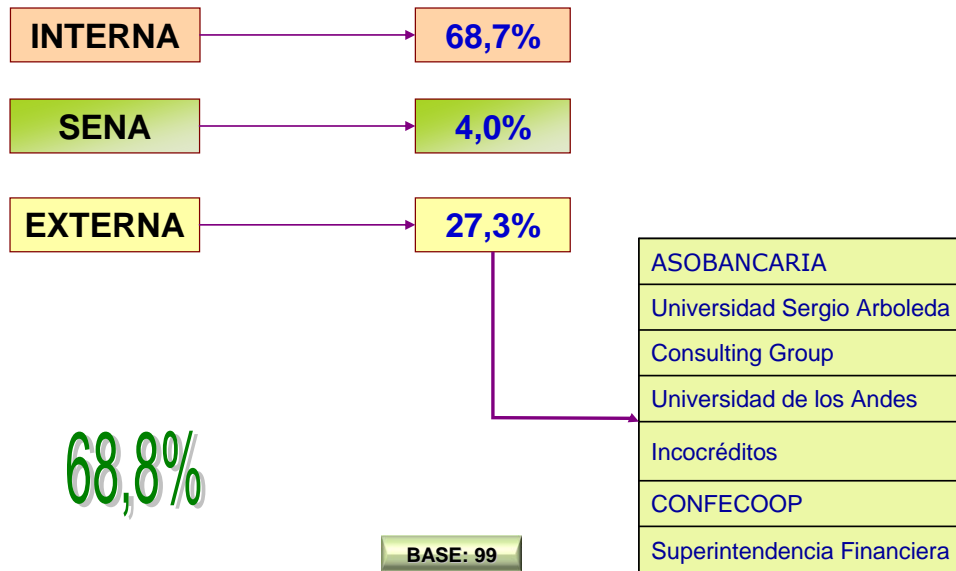 INTERNA
68,7%
SENA
4,0%
EXTERNA
27,3%
ASOBANCARIA
Universidad Sergio Arboleda
Consulting Group
Universidad de los Andes
Incocréditos
CONFECOOP
Superintendencia Financiera
68,8%
BASE: 99